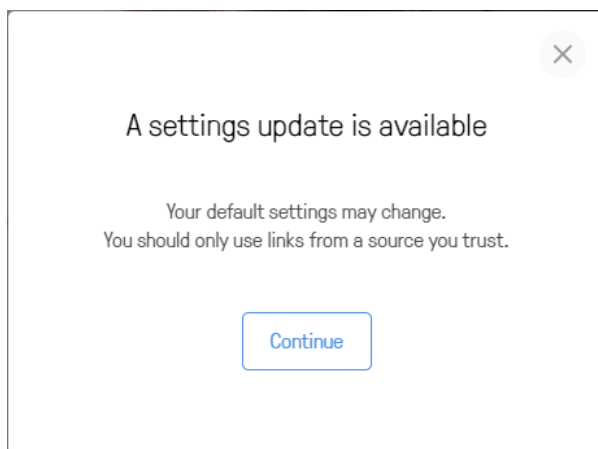 A settings update is available
Your default settings may change.
You should only use links from a source you trust.
Continue